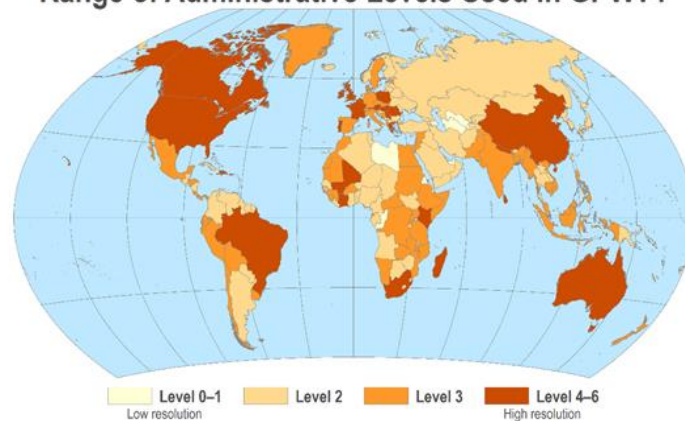 Range of Administrative Levels Used in GPWv4
Level 0–1
Level 2
Level 3
Level 4–6
Low resolution
High resolution